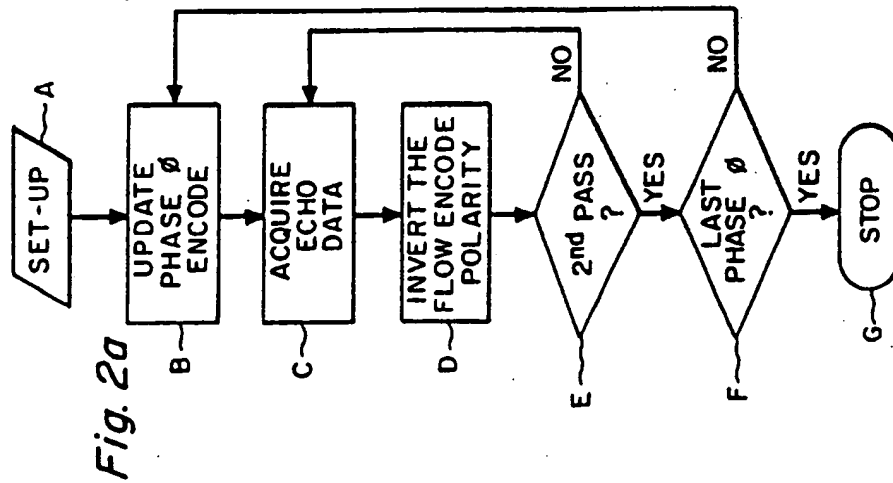 Fig. 2a
SET-UP
A
UPDATE
PHASE Ø
ENCODE
B
ACQUIRE
ECHO
DATA
C
INVERT THE
FLOW ENCODE
POLARITY
D
2nd PASS
?
NO
E
YES
LAST
PHASE Ø
?
NO
F
YES
STOP
G